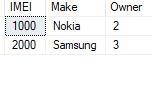 IMEI Make Owner
1000 Nokia 2
2000 Samsung 3